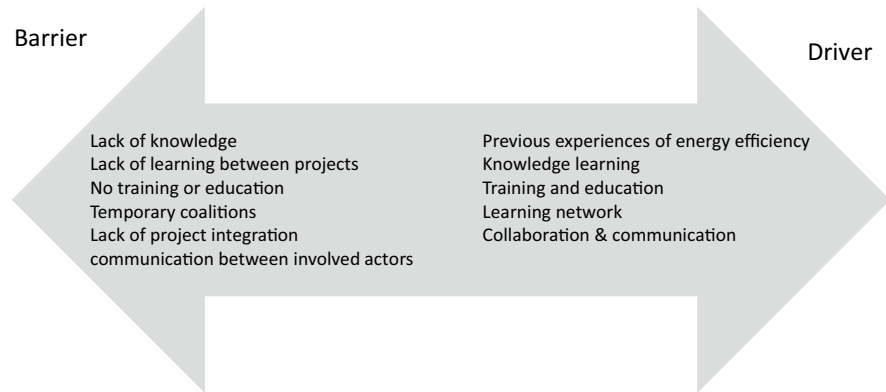 Barrier
Driver
Lack of knowledge
Lack of learning between projects
No training or education
Temporary coalitions
Lack of project integration
communication between involved actors
Previous experiences of energy efficiency
Knowledge learning
Training and education
Learning network
Collaboration & communication